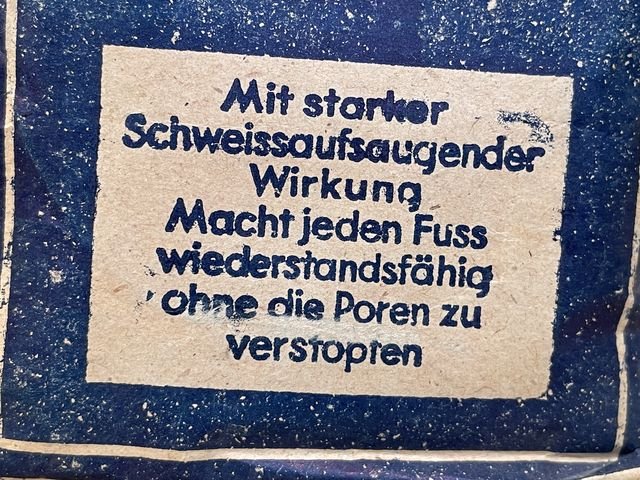 Mit starker
Schweissaufsaugender
Wirkung
Macht jeden Fuss
wiederstandsfähig
ohne die Poren zu
verstopfen